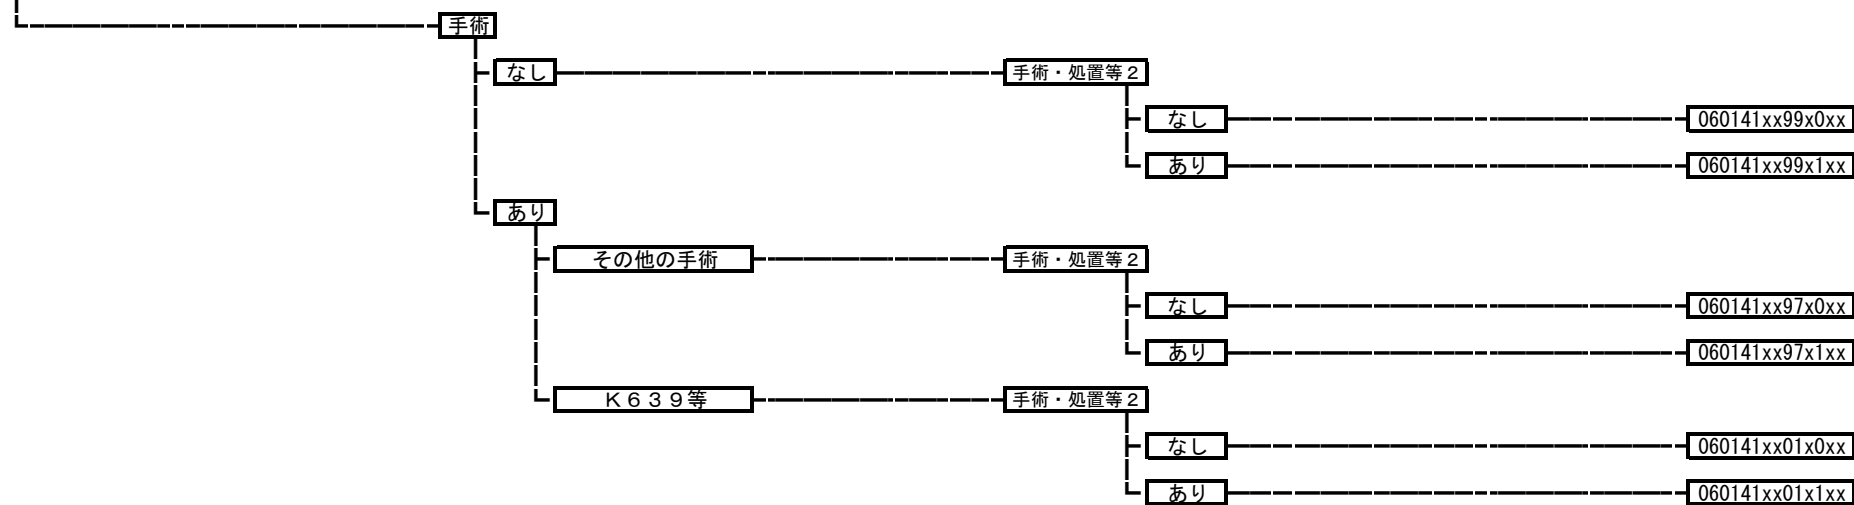 手術
なし
手術・処置等２
なし
060141xx99x0xx
あり
060141xx99x1xx
あり
その他の手術
手術・処置等２
なし
060141xx97x0xx
あり
060141xx97x1xx
Ｋ６３９等
手術・処置等２
なし
060141xx01x0xx
あり
060141xx01x1xx